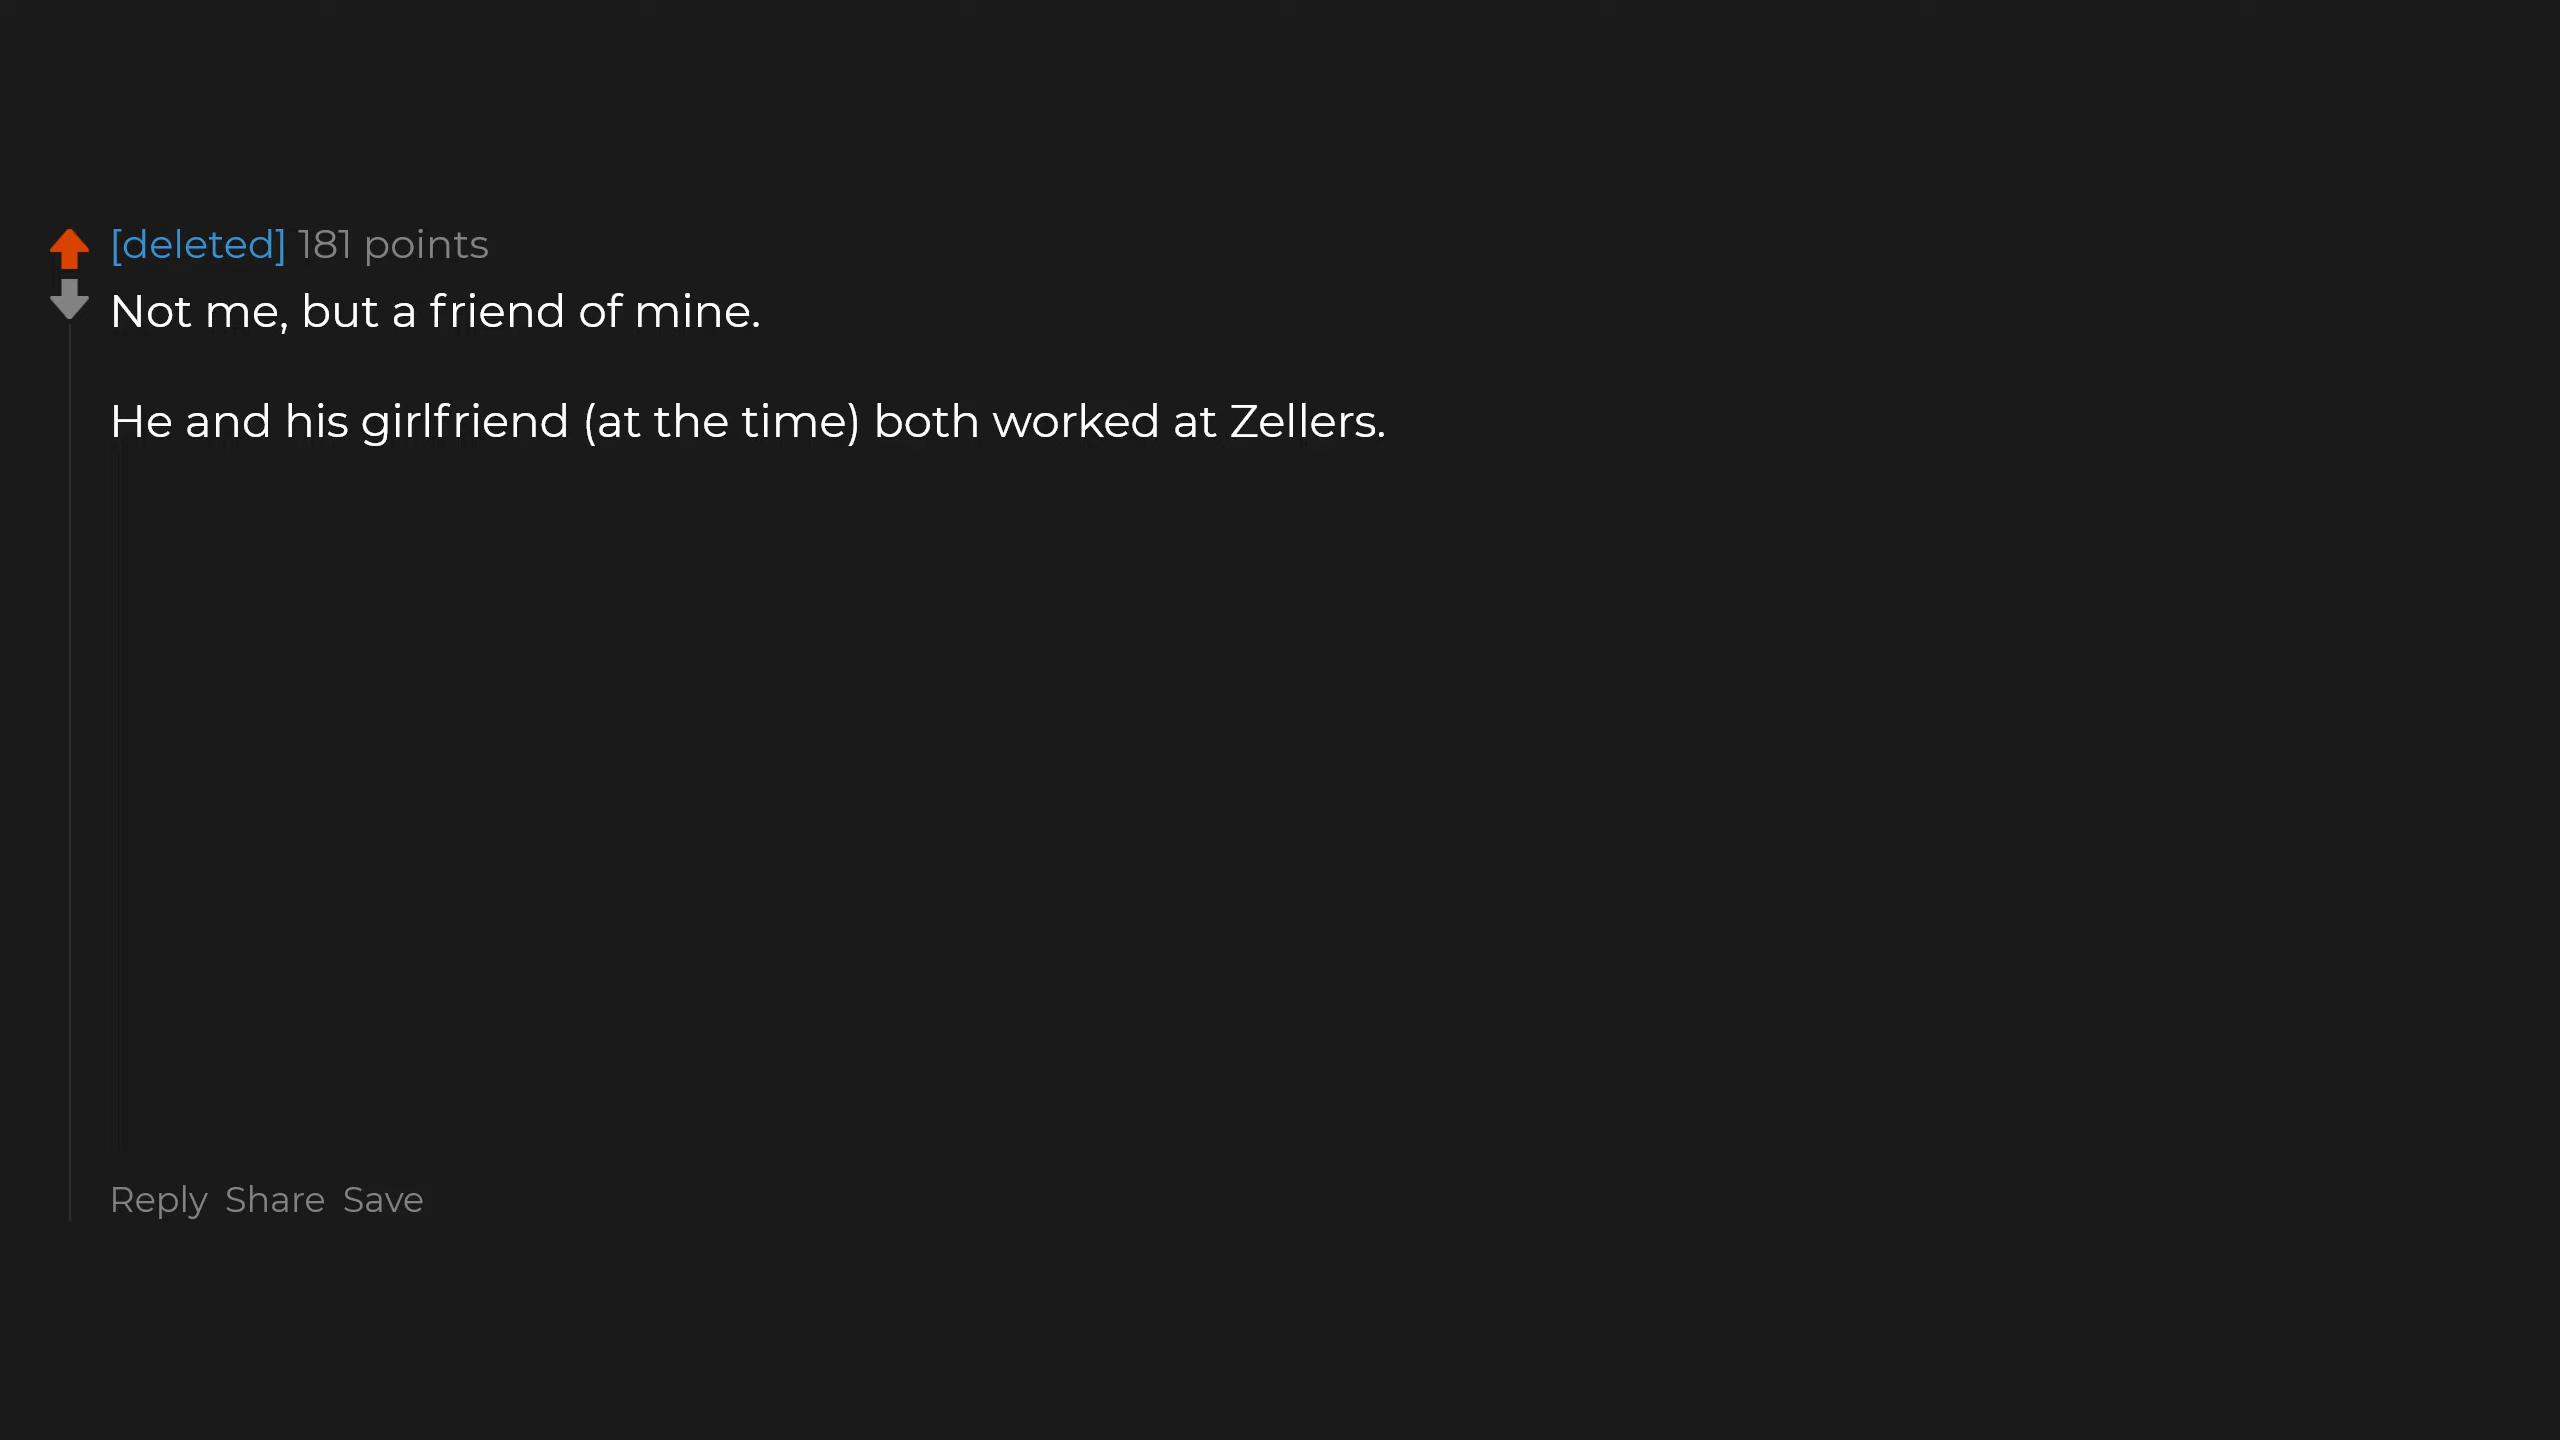 [deleted] 181 points
Not me, but a friend of mine.
He and his girlfriend (at the time) both worked at Zellers.
Reply Share Save